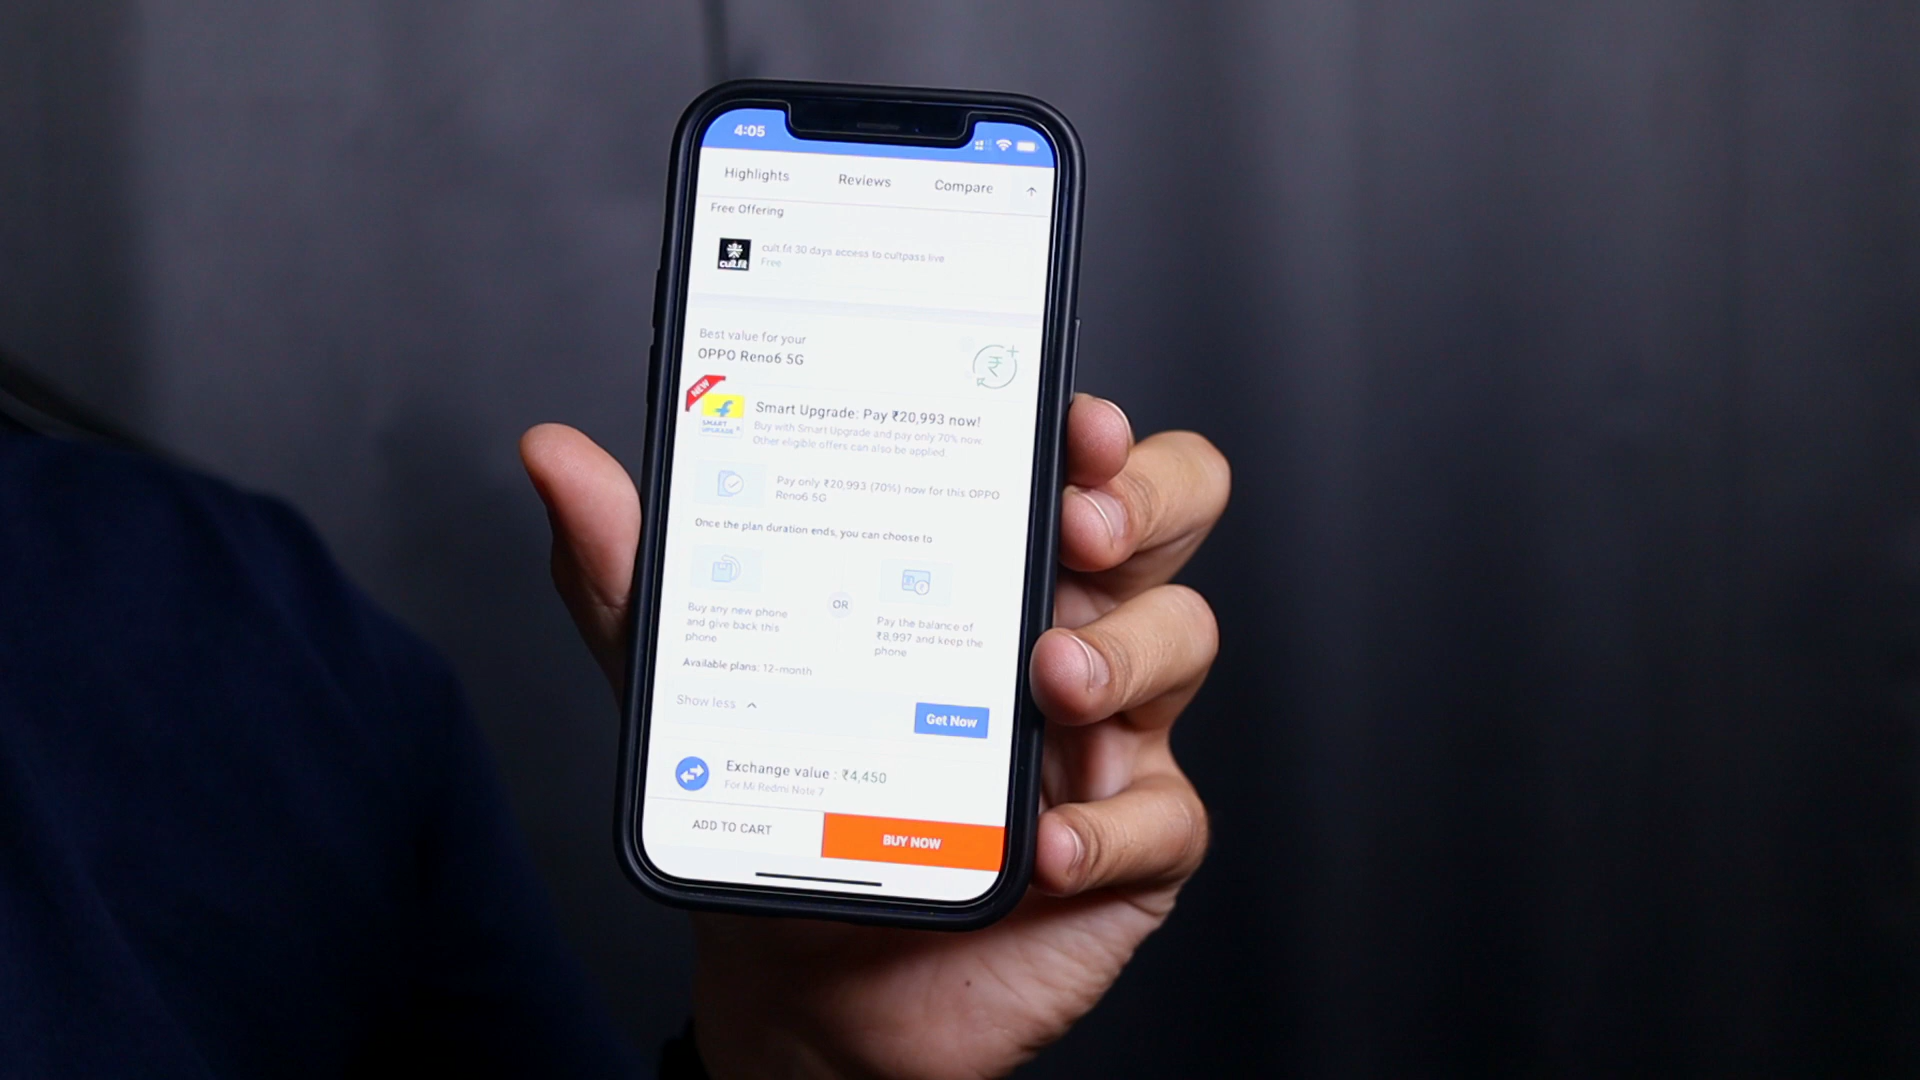 4:05
Highlights Reviews Compare
Free Offering
cult.fit
cult.fit 30 days access to cultpass live
Free
Best value for your
OPPO Reno6 5G
NEW
SMART
UPGRADE
Smart Upgrade: Pay ₹20,993 now!
Buy with Smart Upgrade and pay only 70% now.
Other eligible offers can also be applied.
Pay only ₹20,993 (70%) now for this OPPO
Reno6 5G
Once the plan duration ends, you can choose to
Buy any new phone
and give back this
phone
OR
Pay the balance of
₹8,997 and keep the
phone
Available plans: 12-month
Show less
Get Now
Exchange value : ₹4,450
For Mi Redmi Note 7
ADD TO CART BUY NOW